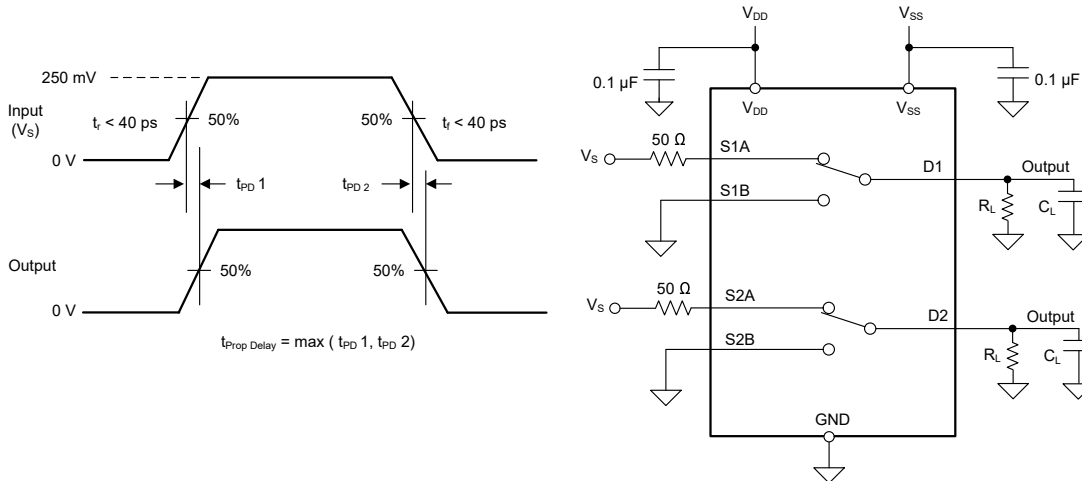 250 mV
Input
(VS)
tr < 40 ps
50%
50%
tf < 40 ps
0 V
tPD 1
tPD 2
Output
50%
50%
0 V
tProp Delay = max ( tPD 1, tPD 2)
VDD
VSS
0.1 µF
0.1 µF
VDD
VSS
50 Ω
VS
S1A
D1
Output
S1B
RL
CL
50 Ω
VS
S2A
D2
Output
S2B
RL
CL
GND